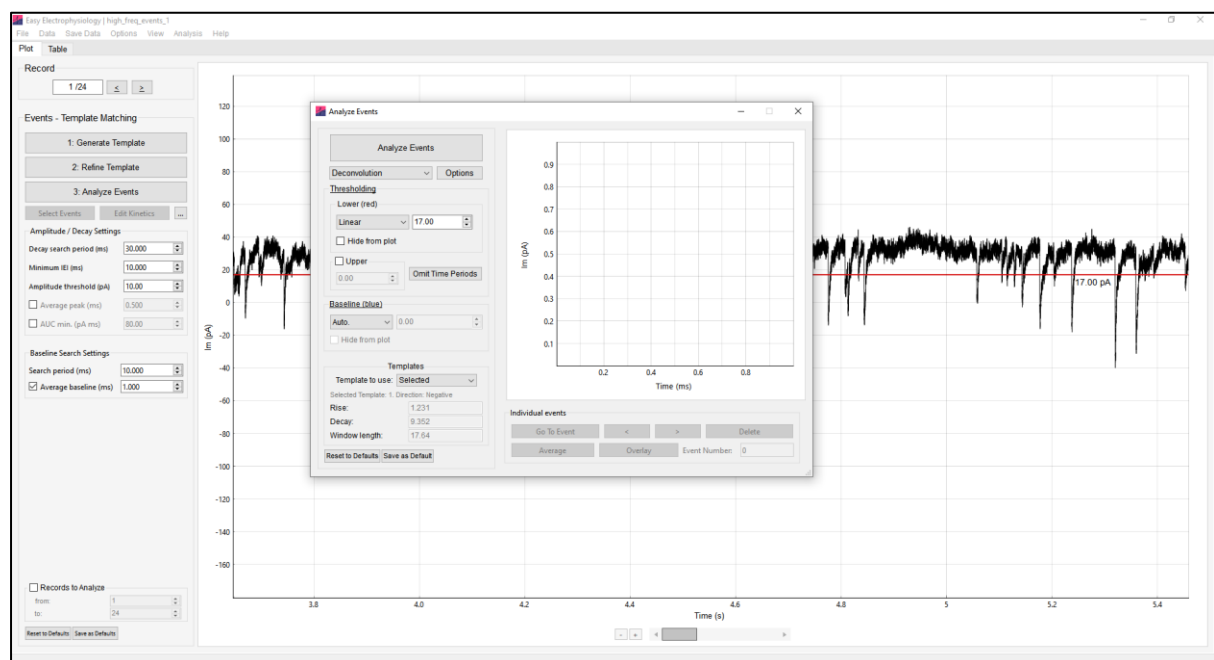 Easy Electrophysiology | high_freq_events_1
File Data Save Data Options View Analysis Help
Plot Table
Record
1 /24 < >
Events - Template Matching
1: Generate Template
2: Refine Template
3: Analyze Events
Select Events Edit Kinetics ...
Amplitude / Decay Settings
Decay search period (ms) 30.000
Minimum IEI (ms) 10.000
Amplitude threshold (pA) 10.00
Average peak (ms) 0.500
AUC min. (pA ms) 80.00
Baseline Search Settings
Search period (ms) 10.000
Average baseline (ms) 1.000
Records to Analyze
from: 1
to: 24
Reset to Defaults Save as Defaults
Im (pA)
120
100
80
60
40
20
0
-20
-40
-60
-80
-100
-120
-140
-160
3.8 4.0 4.2 4.4 4.6 4.8 5 5.2 5.4
Time (s)
17.00 pA
- + 
Analyze Events
Analyze Events
Deconvolution Options
Thresholding
Lower (red)
Linear 17.00
Hide from plot
Upper
0.00 Omit Time Periods
Baseline (blue)
Auto. 0.00
Hide from plot
Templates
Template to use: Selected
Selected Template: 1. Direction: Negative
Rise: 1.231
Decay: 9.352
Window length: 17.64
Reset to Defaults Save as Default
Im (pA)
0.9
0.8
0.7
0.6
0.5
0.4
0.3
0.2
0.1
0.2 0.4 0.6 0.8
Time (ms)
Individual events
Go To Event < > Delete
Average Overlay Event Number: 0